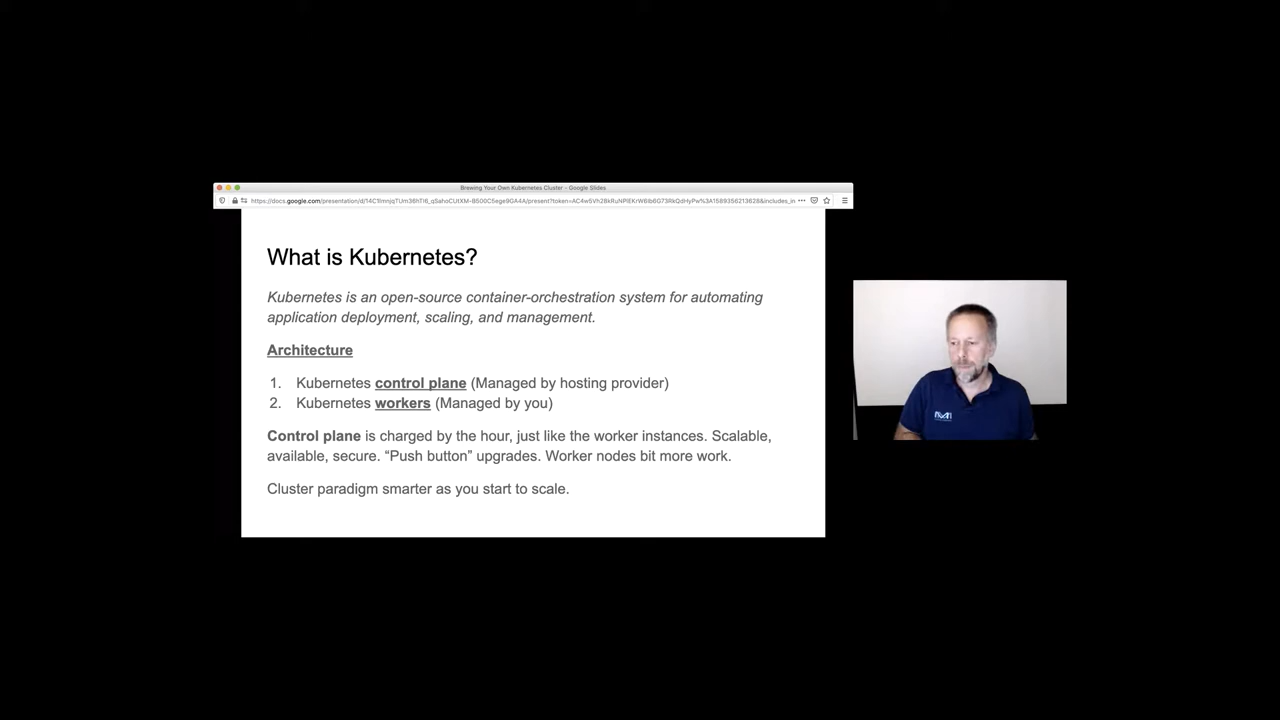 Brewing Your Own Kubernetes Cluster - Google Slides
What is Kubernetes?
Kubernetes is an open-source container-orchestration system for automating
application deployment, scaling, and management.
Architecture
1. Kubernetes control plane (Managed by hosting provider)
2. Kubernetes workers (Managed by you)
Control plane is charged by the hour, just like the worker instances. Scalable,
available, secure. “Push button” upgrades. Worker nodes bit more work.
Cluster paradigm smarter as you start to scale.